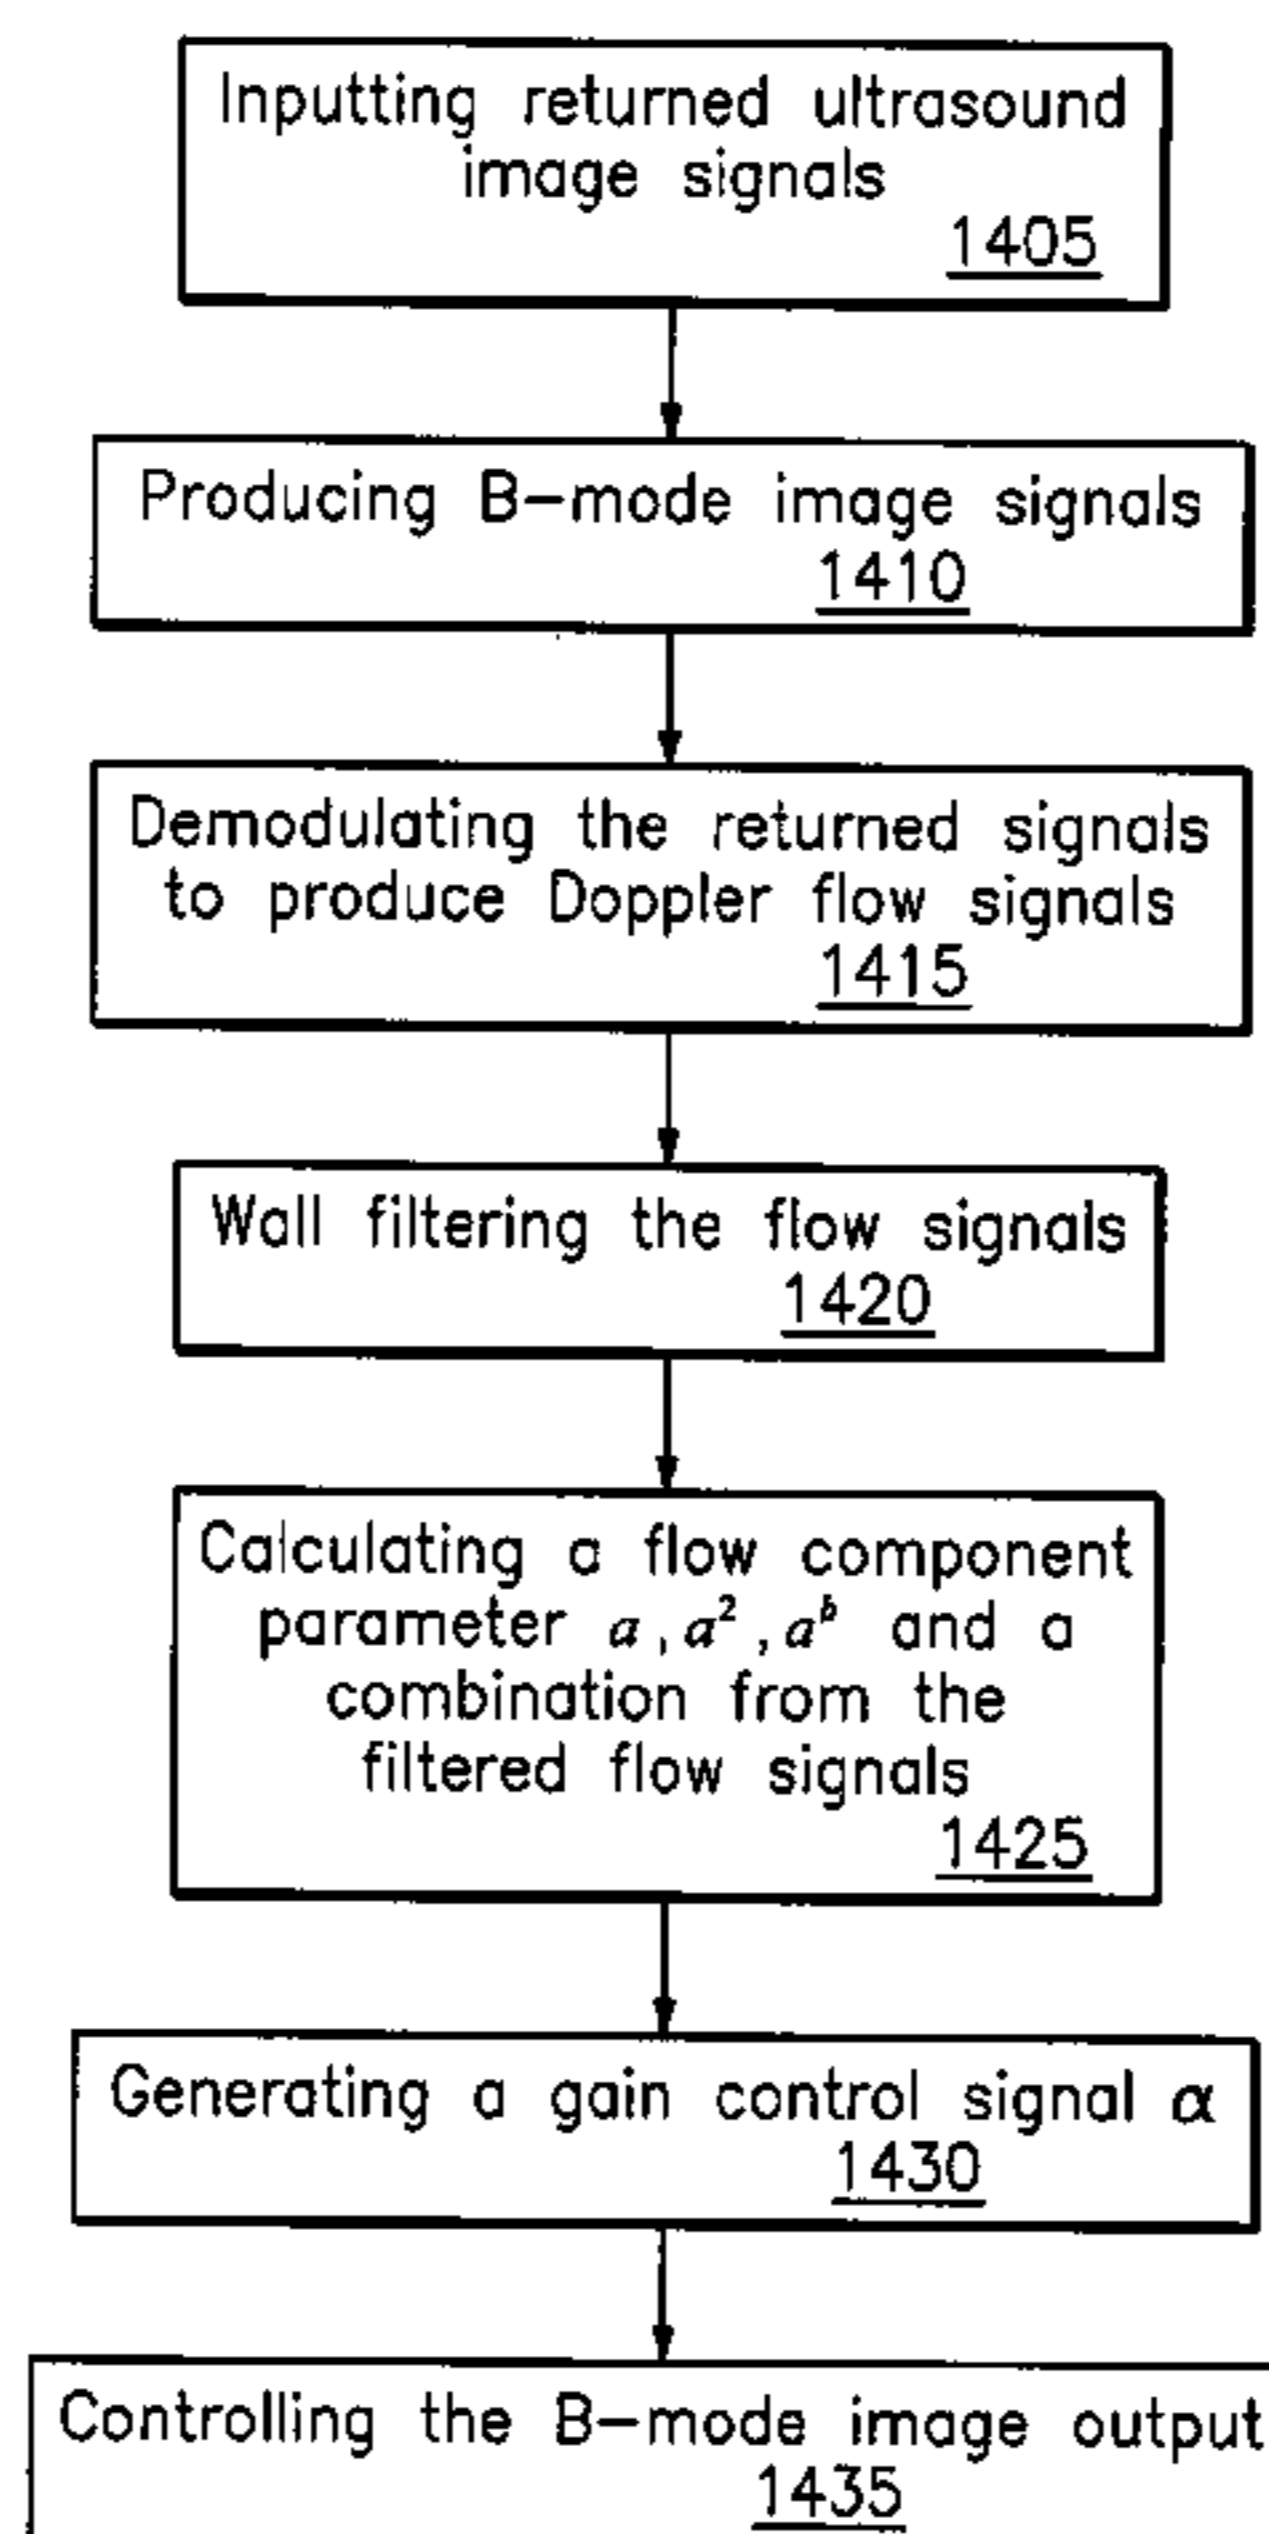 Inputting returned ultrasound
image signals
1405
Producing B-mode image signals
1410
Demodulating the returned signals
to produce Doppler flow signals
1415
Wall filtering the flow signals
1420
Calculating a flow component
parameter a, a², aᵇ and a
combination from the
filtered flow signals
1425
Generating a gain control signal α
1430
Controlling the B-mode image output
1435